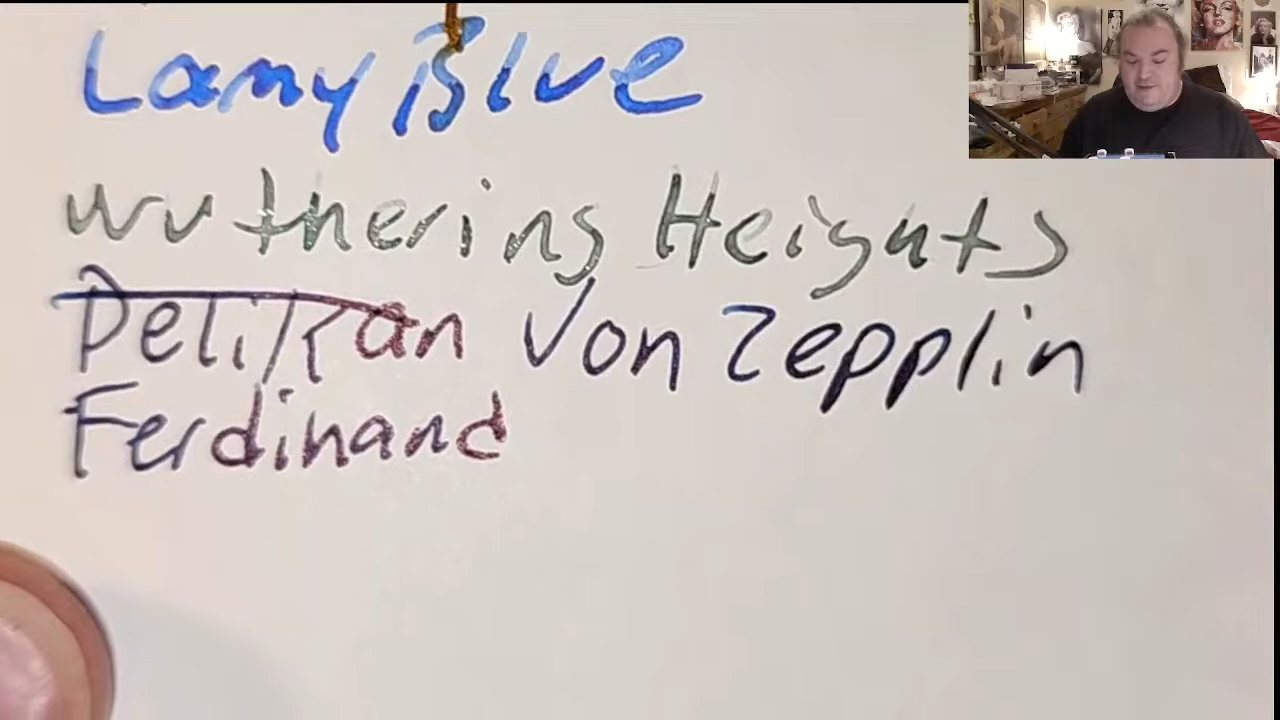 Lamy Blue
Wuthering Heights
Pelikan Von Zepplin
Ferdinand